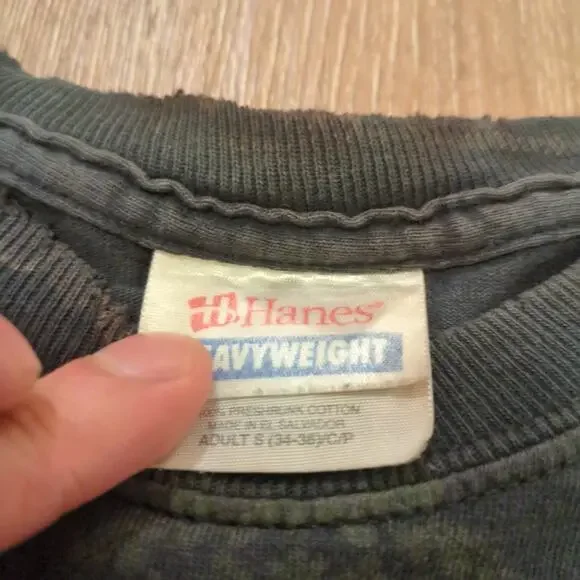 Hanes
AVYWEIGHT
100% PRESHRUNK COTTON
MADE IN EL SALVADOR
ADULT S (34-36)/C/P